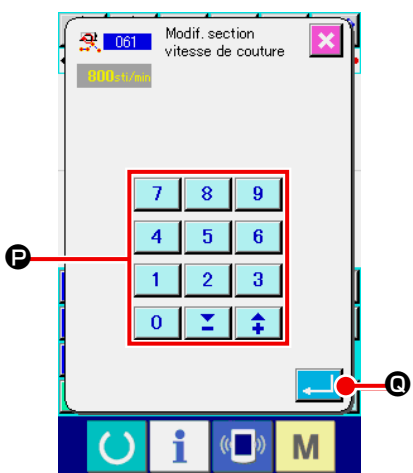 061
Modif. section
vitesse de couture
800sti/min
7 8 9
4 5 6
1 2 3
0
P
Q
i
M